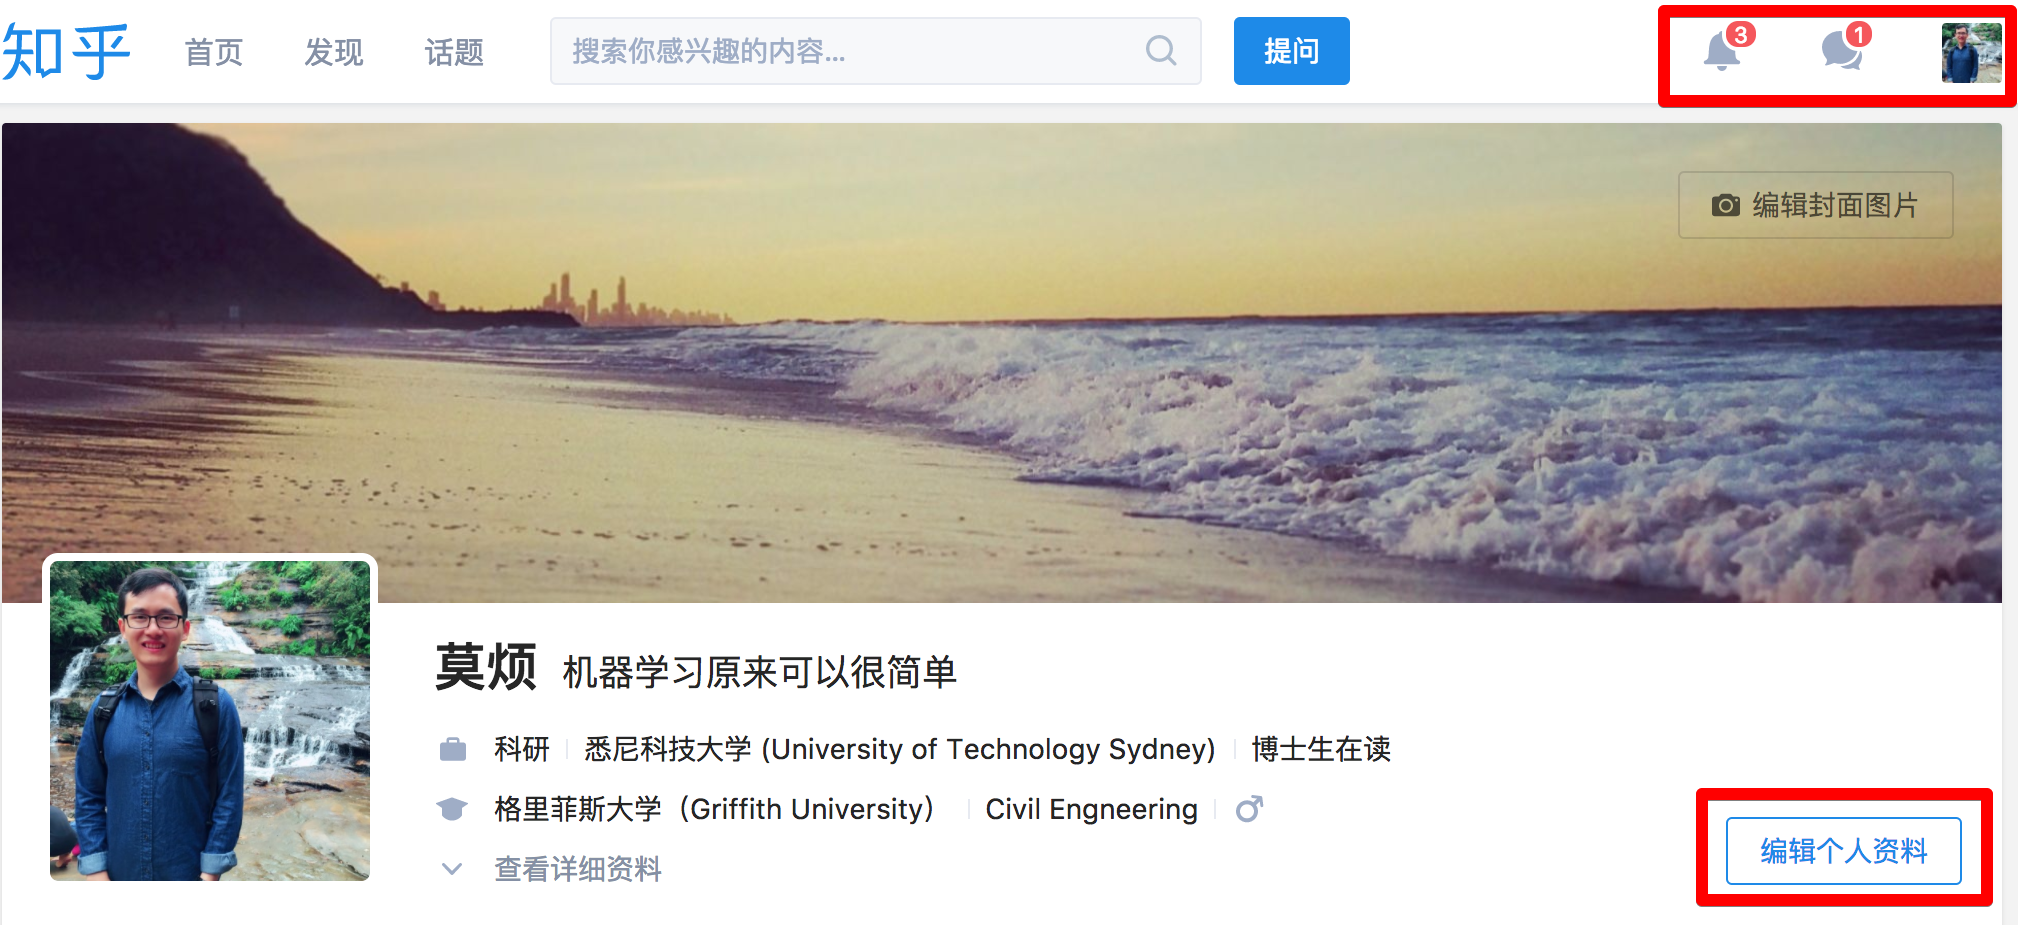 知乎 首页 发现 话题 搜索你感兴趣的内容... 提问 3 1
编辑封面图片
莫烦 机器学习原来可以很简单
科研 悉尼科技大学 (University of Technology Sydney) 博士生在读
格里菲斯大学（Griffith University） Civil Engneering
编辑个人资料
查看详细资料